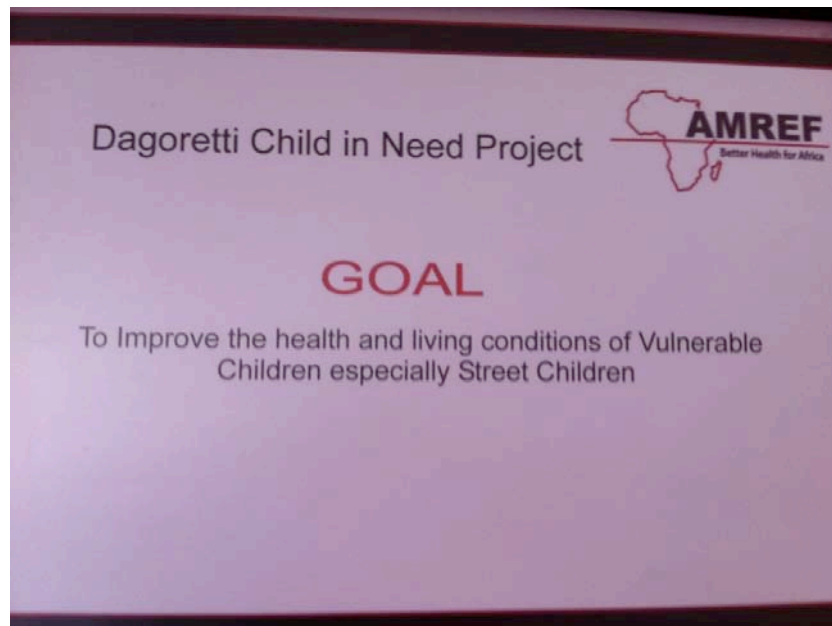 Dagoretti Child in Need Project
AMREF
Better Health for Africa
GOAL
To Improve the health and living conditions of Vulnerable
Children especially Street Children